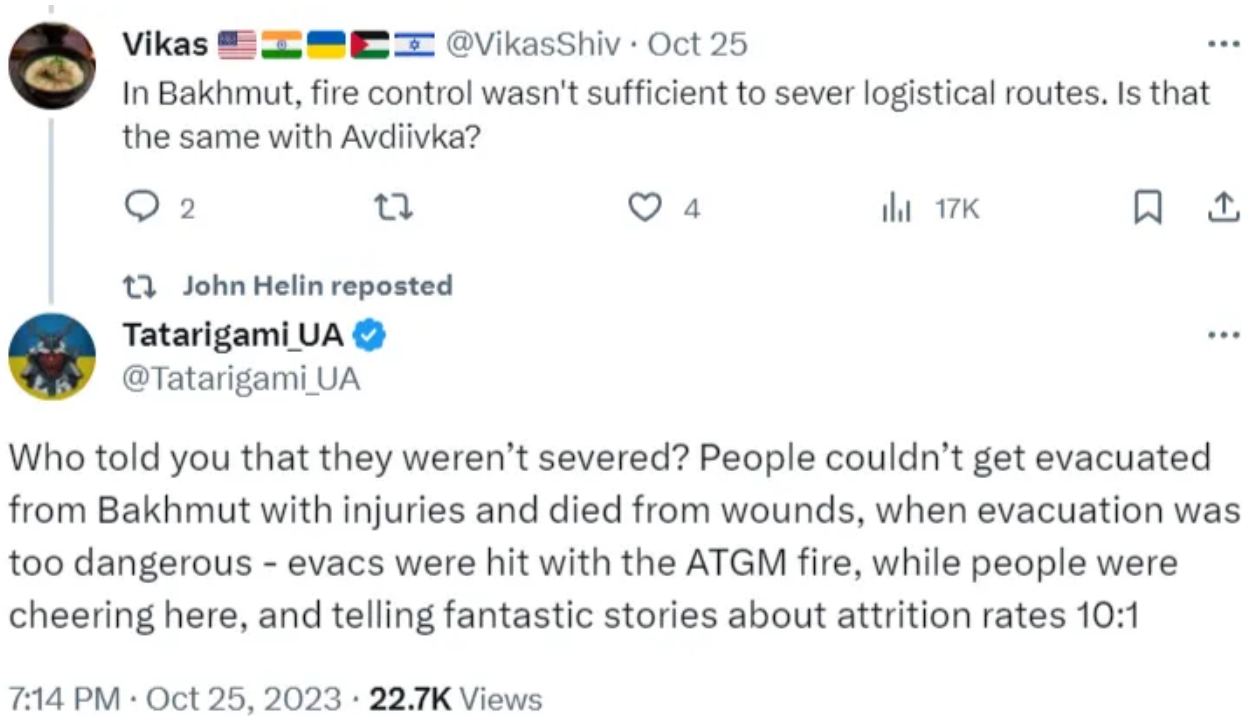 Vikas 🇺🇸🇮🇳🇺🇦🇵🇸🇮🇱 @VikasShiv · Oct 25
In Bakhmut, fire control wasn't sufficient to sever logistical routes. Is that
the same with Avdiivka?
2 4 17K
John Helin reposted
Tatarigami_UA
@Tatarigami_UA
Who told you that they weren’t severed? People couldn’t get evacuated
from Bakhmut with injuries and died from wounds, when evacuation was
too dangerous - evacs were hit with the ATGM fire, while people were
cheering here, and telling fantastic stories about attrition rates 10:1
7:14 PM · Oct 25, 2023 · 22.7K Views